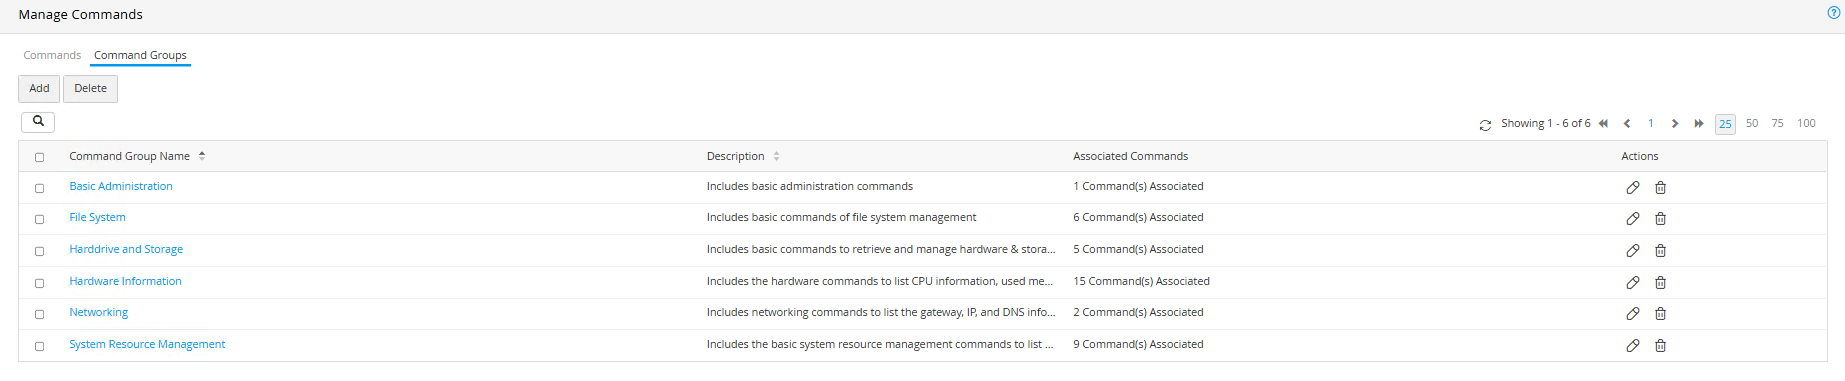 Manage Commands
Commands Command Groups
Add Delete
Showing 1 - 6 of 6 1 25 50 75 100
Command Group Name Description Associated Commands Actions
Basic Administration Includes basic administration commands 1 Command(s) Associated
File System Includes basic commands of file system management 6 Command(s) Associated
Harddrive and Storage Includes basic commands to retrieve and manage hardware & stora... 5 Command(s) Associated
Hardware Information Includes the hardware commands to list CPU information, used me... 15 Command(s) Associated
Networking Includes networking commands to list the gateway, IP, and DNS info... 2 Command(s) Associated
System Resource Management Includes the basic system resource management commands to list ... 9 Command(s) Associated